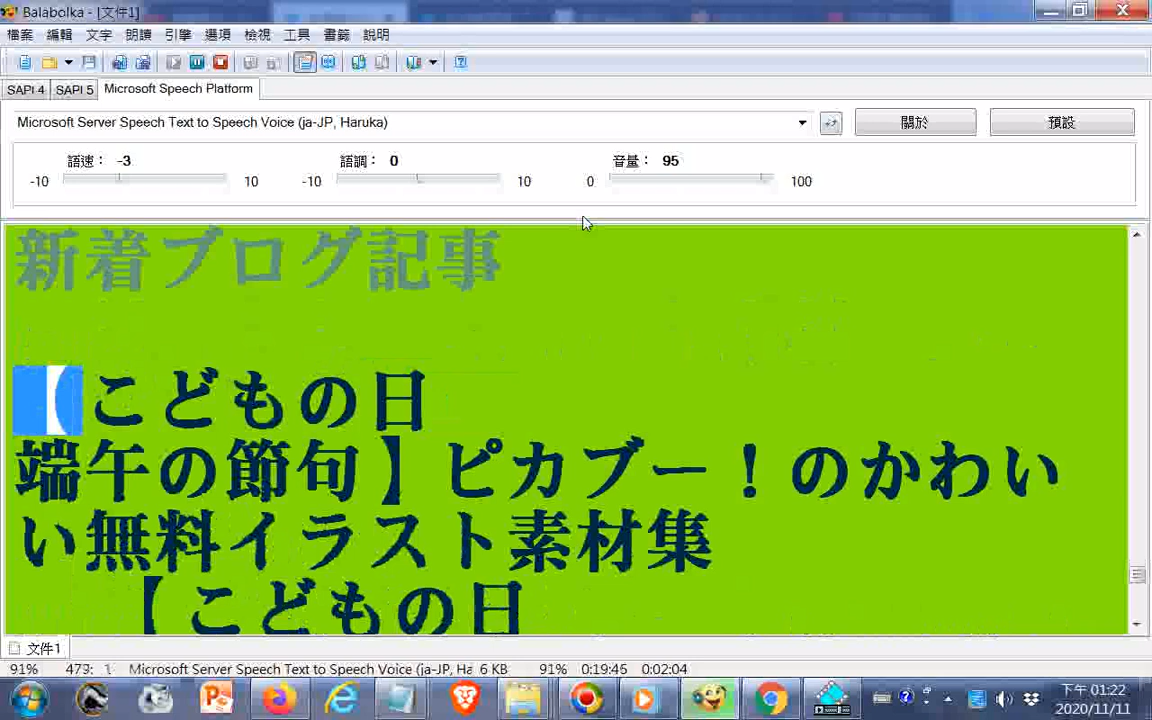 Balabolka - [文件1]
檔案 編輯 文字 朗讀 引擎 選項 檢視 工具 書籤 說明
SAPI 4 SAPI 5 Microsoft Speech Platform
Microsoft Server Speech Text to Speech Voice (ja-JP, Haruka) 關於 預設
語速： -3 語調： 0 音量： 95
-10 10 -10 10 0 100
新着ブログ記事
【こどもの日
端午の節句】ピカブー！のかわい
い無料イラスト素材集
【こどもの日
文件1
91% 473: 1 Microsoft Server Speech Text to Speech Voice (ja-JP, Ha 6 KB 91% 0:19:46 0:02:04
下午 01:22
2020/11/11